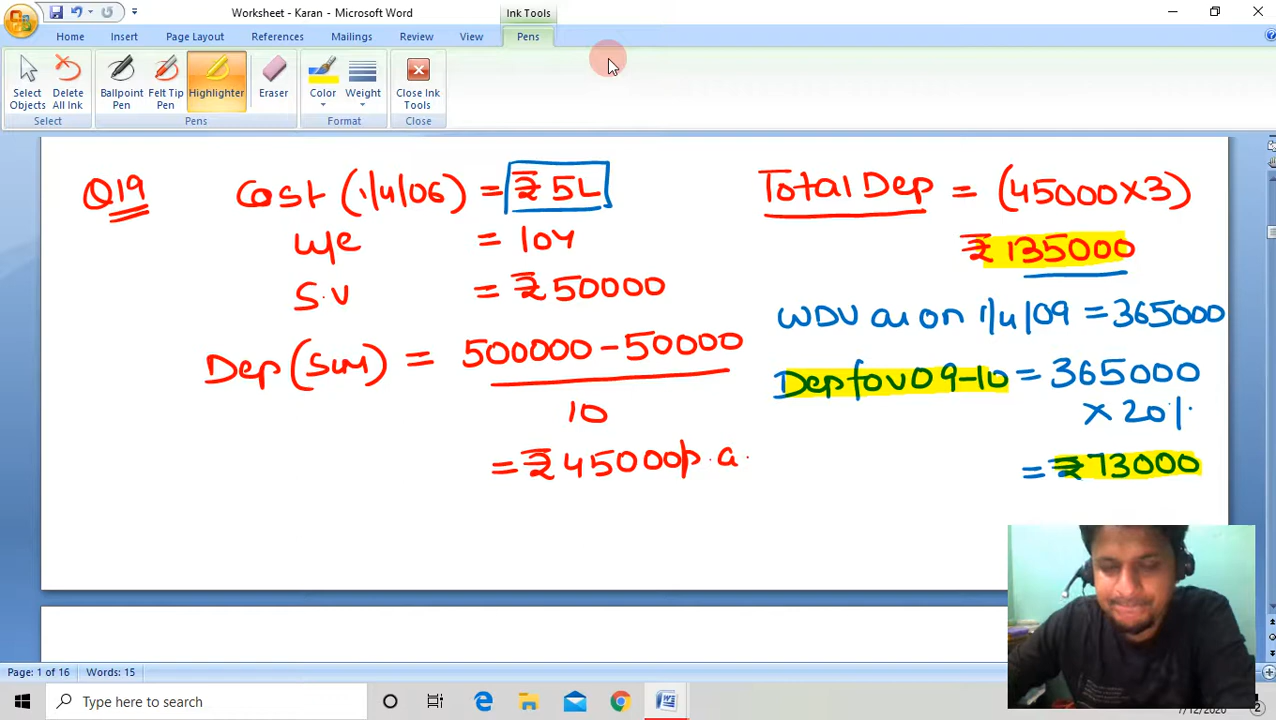 Worksheet - Karan - Microsoft Word
Ink Tools
Home Insert Page Layout References Mailings Review View Pens
Select Objects
Delete All Ink
Ballpoint Pen
Felt Tip Pen
Highlighter
Eraser
Color
Weight
Close Ink Tools
Select Pens Format Close
Q19
Cost (1/4/06) = ₹ 5L
U/e = 10Y
S.V = ₹ 50000
Dep (SLM) = 500000 - 50000
10
= ₹ 45000 p.a.
Total Dep = (45000 x 3)
₹ 135000
WDV as on 1/4/09 = 365000
Dep for 09-10 = 365000
x 20%
= ₹ 73000
Page: 1 of 16 Words: 15
Type here to search
7/12/2020
2